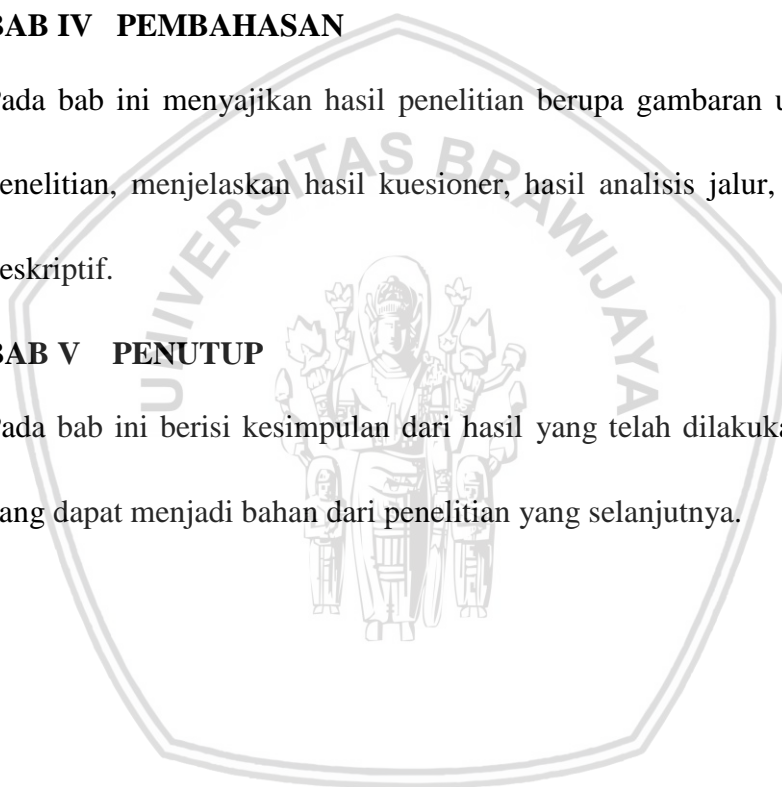 BAB IV PEMBAHASAN
Pada bab ini menyajikan hasil penelitian berupa gambaran
penelitian, menjelaskan hasil kuesioner, hasil analisis jalur,
deskriptif.
BAB V PENUTUP
Pada bab ini berisi kesimpulan dari hasil yang telah
yang dapat menjadi bahan dari penelitian yang selanjutnya.
UNIVERSITAS BRAWIJAYA